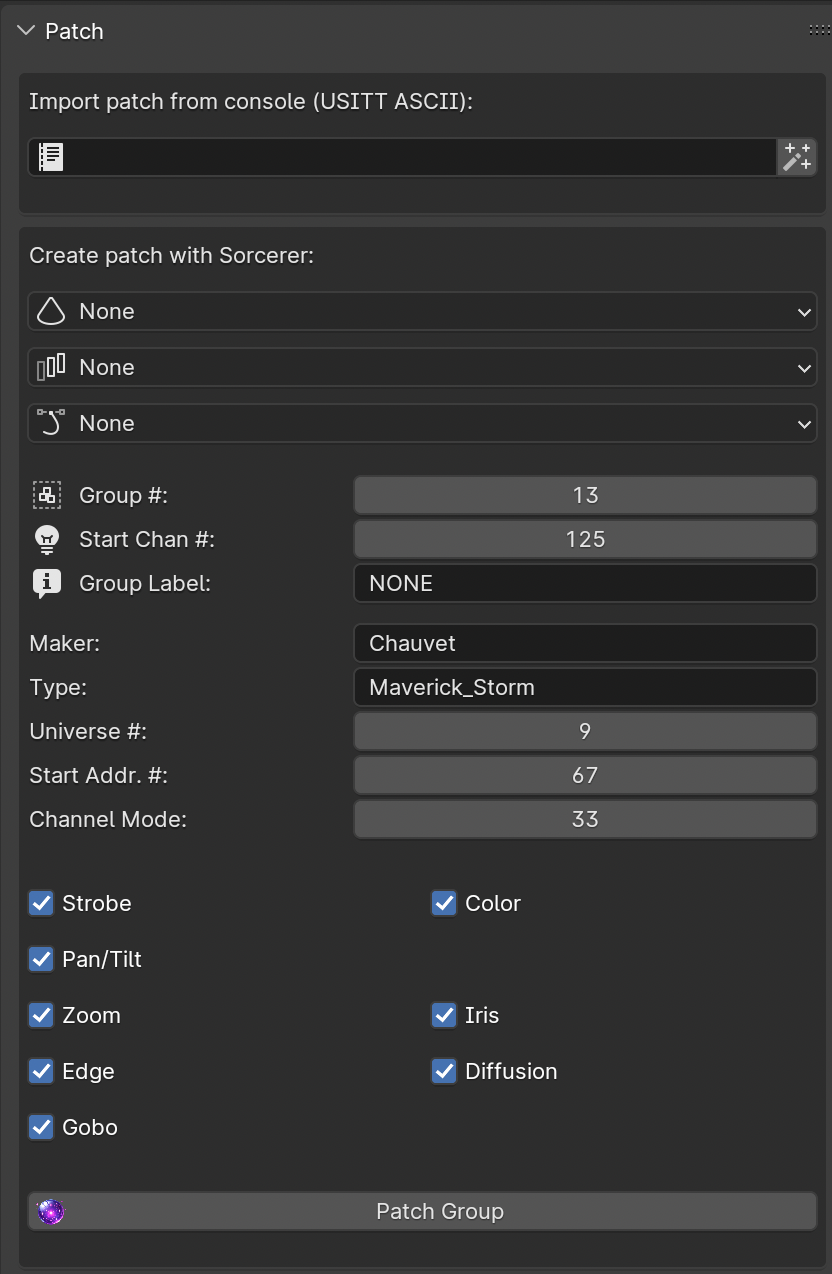 Patch
Import patch from console (USITT ASCII):
Create patch with Sorcerer:
None
None
None
Group #: 13
Start Chan #: 125
Group Label: NONE
Maker: Chauvet
Type: Maverick_Storm
Universe #: 9
Start Addr. #: 67
Channel Mode: 33
Strobe Color
Pan/Tilt
Zoom Iris
Edge Diffusion
Gobo
Patch Group